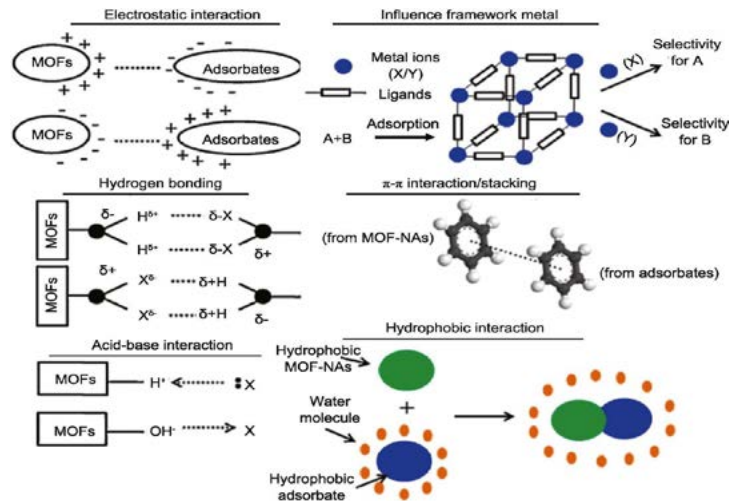 Electrostatic interaction
MOFs
+ + + + +
- - - - -
Adsorbates
MOFs
- - - - -
+ + + + + + +
Adsorbates
Influence framework metal
Metal ions
(X/Y)
Ligands
A+B
Adsorption
(X)
Selectivity
for A
(Y)
Selectivity
for B
Hydrogen bonding
MOFs
δ-
Hδ+
δ-X
Hδ+
δ-X
δ+
MOFs
δ+
Xδ-
δ+H
Xδ-
δ+H
δ-
π-π interaction/stacking
(from MOF-NAs)
(from adsorbates)
Acid-base interaction
MOFs
H+
:X
MOFs
OH-
X
Hydrophobic interaction
Hydrophobic
MOF-NAs
+
Water
molecule
Hydrophobic
adsorbate